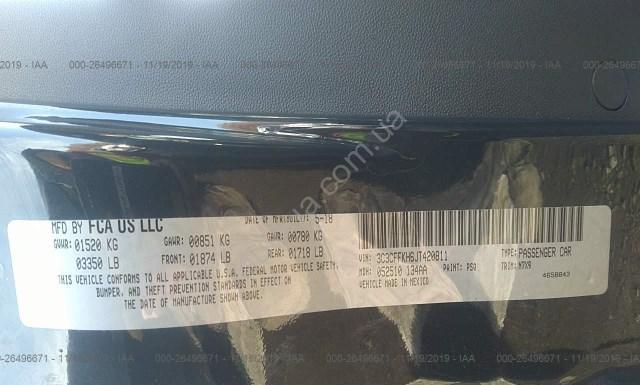 000-26496671 - 11/19/2019 - IAA
MFD BY FCA US LLC
DATE OF MFR 5-18
GVWR: 01520 KG GAWR: 00851 KG GAWR: 00780 KG
03350 LB FRONT: 01874 LB REAR: 01718 LB
THIS VEHICLE CONFORMS TO ALL APPLICABLE U.S.A. FEDERAL MOTOR VEHICLE SAFETY,
BUMPER, AND THEFT PREVENTION STANDARDS IN EFFECT ON
THE DATE OF MANUFACTURE SHOWN ABOVE.
VIN: 3C3CFFKH6JT420811 TYPE: PASSENGER CAR
MDH: 052510 134AA PAINT: TRIM: N7X9
VEHICLE MADE IN MEXICO 4658843